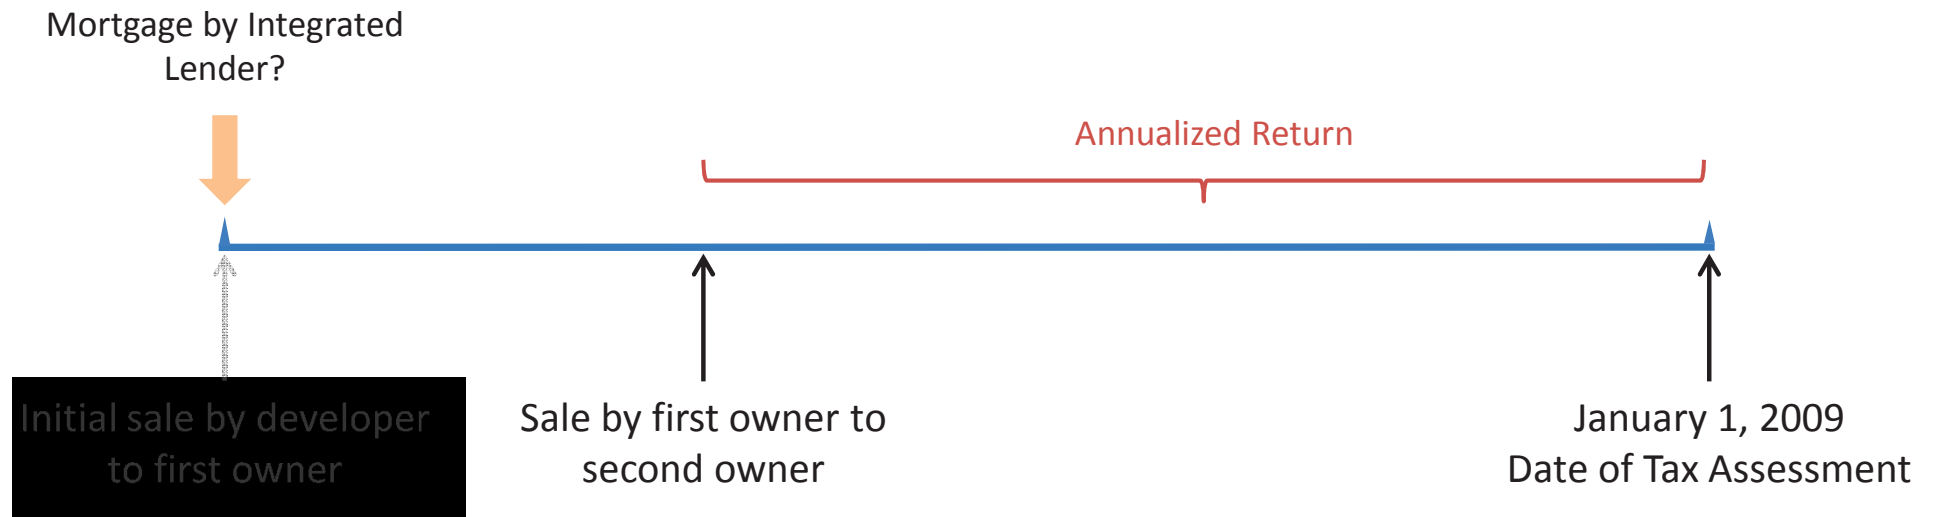 Mortgage by Integrated
Lender?
Annualized Return
Initial sale by developer
to first owner
Sale by first owner to
second owner
January 1, 2009
Date of Tax Assessment